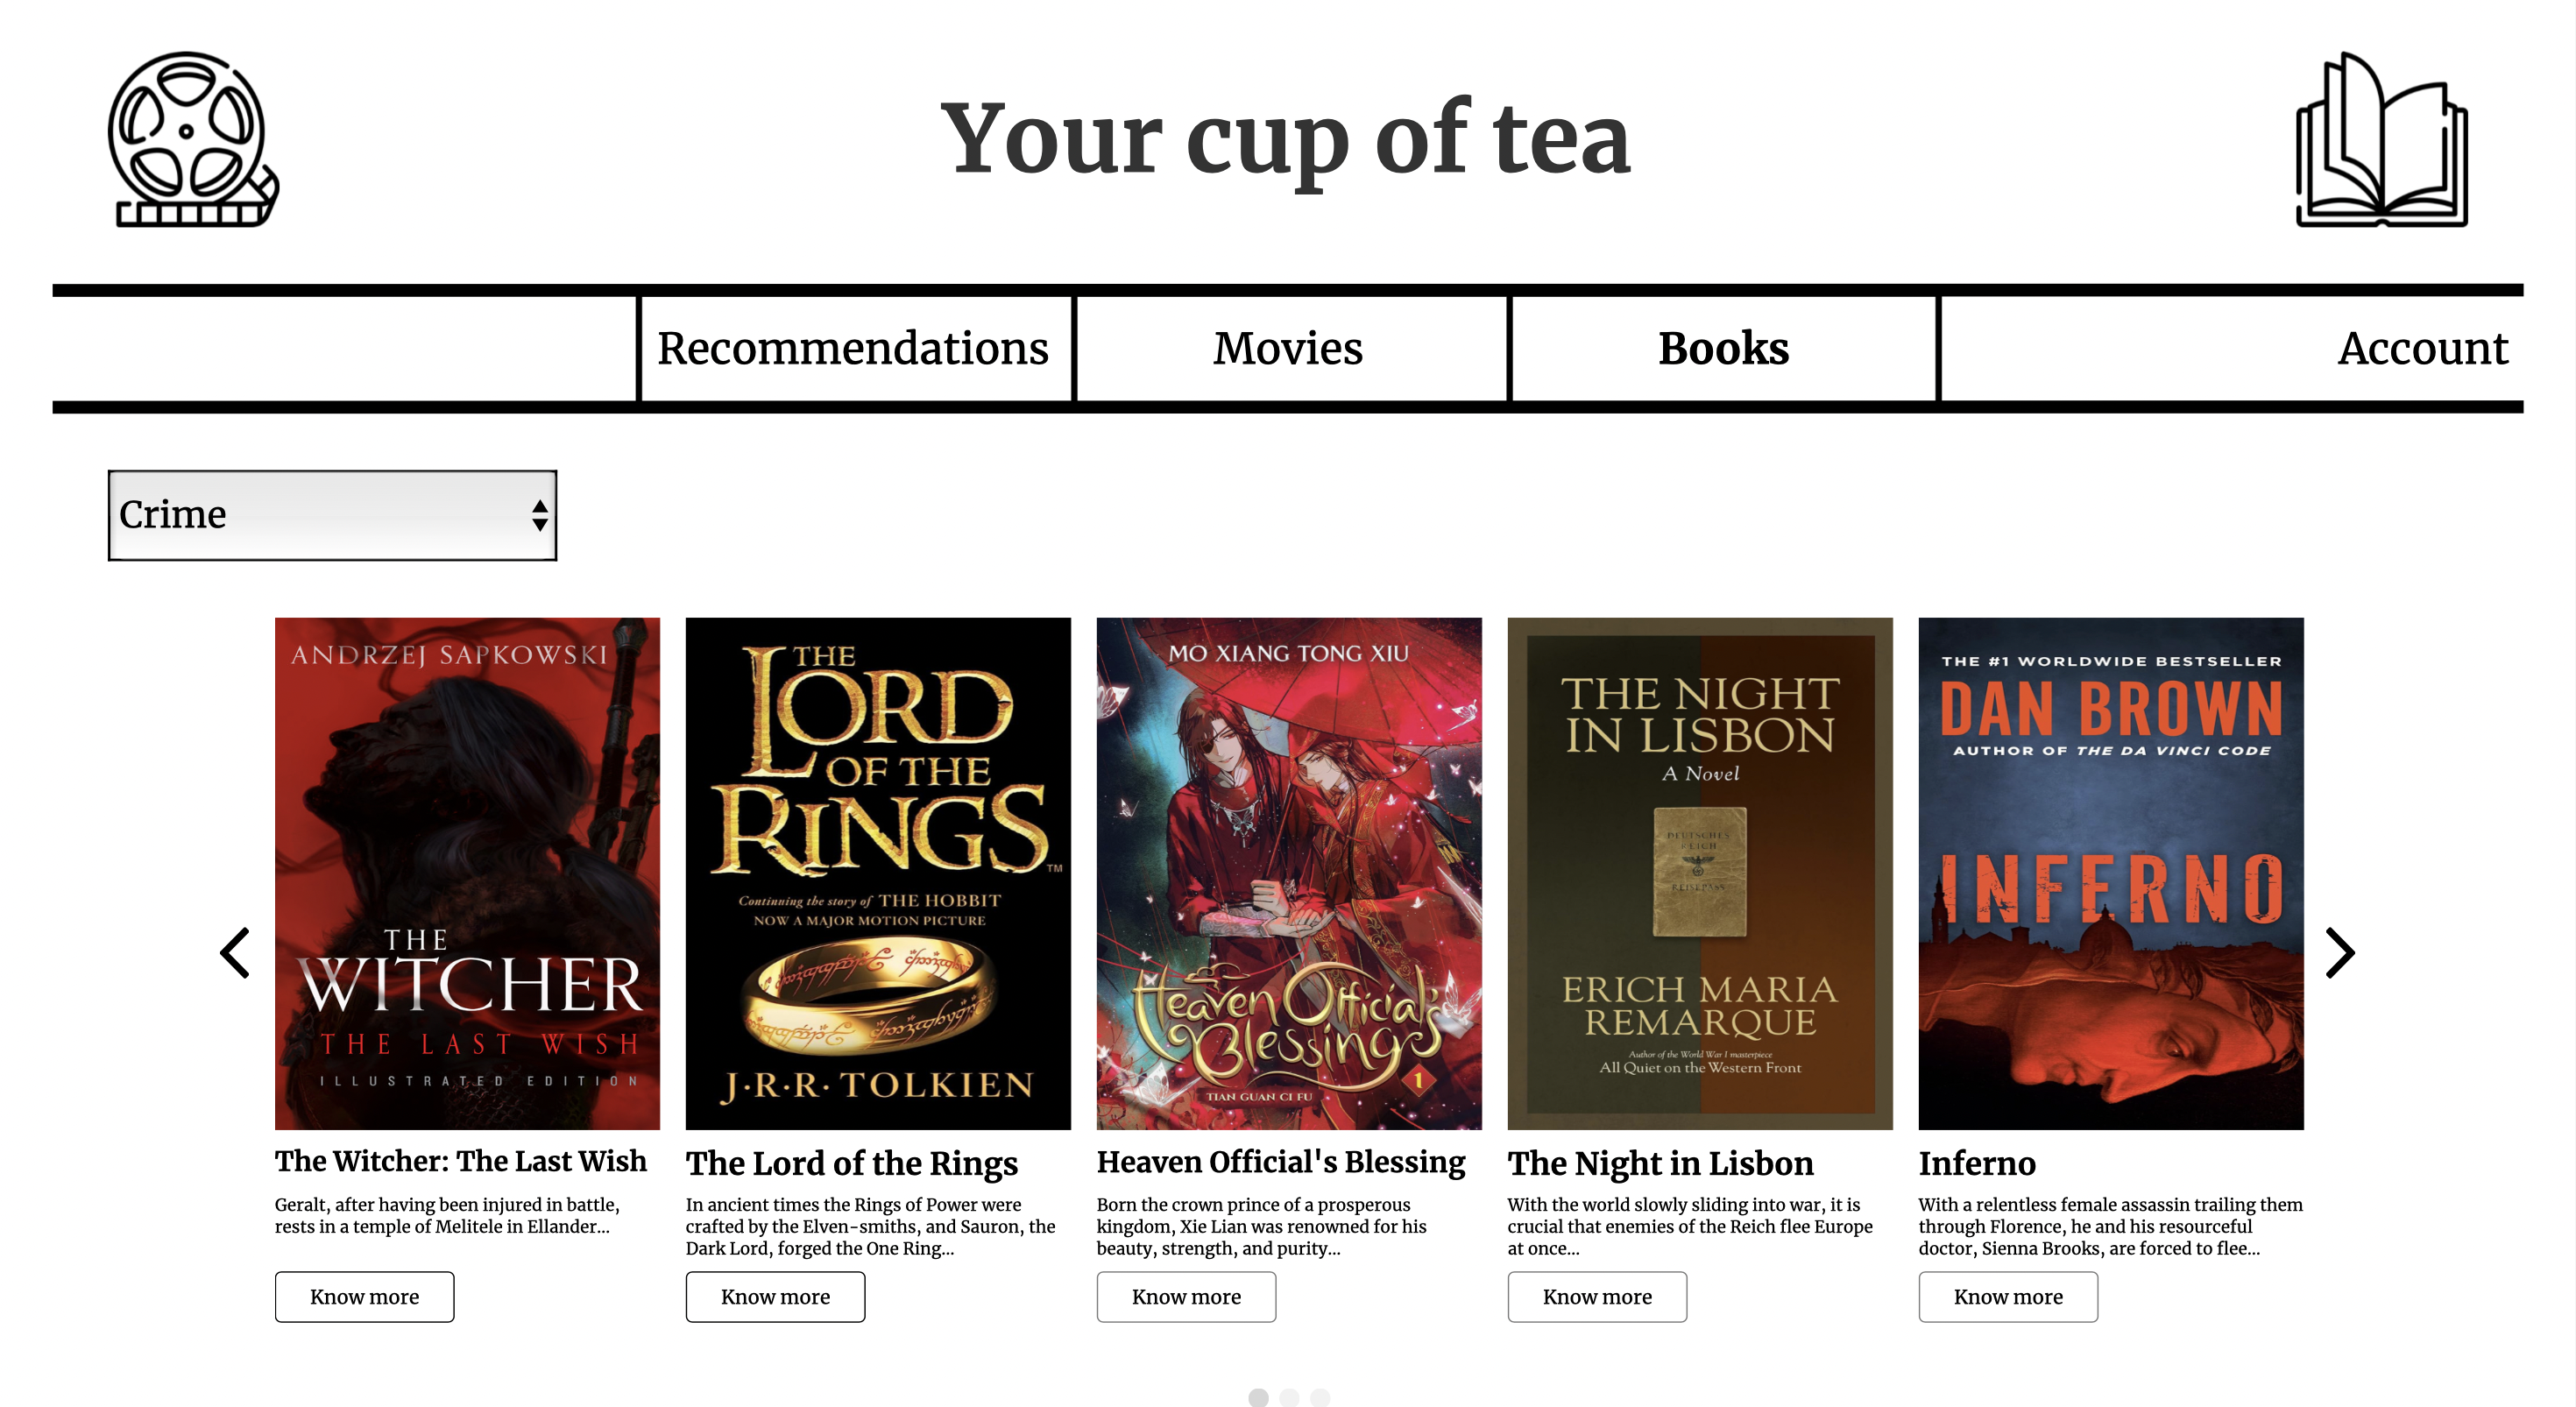 Your cup of tea
Recommendations
Movies
Books
Account
Crime
ANDRZEJ SAPKOWSKI
THE
WITCHER
THE LAST WISH
ILLUSTRATED EDITION
THE
LORD
OF THE
RINGS™
Continuing the story of THE HOBBIT
NOW A MAJOR MOTION PICTURE
J·R·R·TOLKIEN
MO XIANG TONG XIU
Heaven Official's
Blessing
1
TIAN GUAN CI FU
THE NIGHT
IN LISBON
A Novel
DEUTSCHES
REICH
REISEPASS
ERICH MARIA
REMARQUE
Author of the World War I masterpiece
All Quiet on the Western Front
THE #1 WORLDWIDE BESTSELLER
DAN BROWN
AUTHOR OF THE DA VINCI CODE
INFERNO
The Witcher: The Last Wish
Geralt, after having been injured in battle,
rests in a temple of Melitele in Ellander...
Know more
The Lord of the Rings
In ancient times the Rings of Power were
crafted by the Elven-smiths, and Sauron, the
Dark Lord, forged the One Ring...
Know more
Heaven Official's Blessing
Born the crown prince of a prosperous
kingdom, Xie Lian was renowned for his
beauty, strength, and purity...
Know more
The Night in Lisbon
With the world slowly sliding into war, it is
crucial that enemies of the Reich flee Europe
at once...
Know more
Inferno
With a relentless female assassin trailing them
through Florence, he and his resourceful
doctor, Sienna Brooks, are forced to flee...
Know more